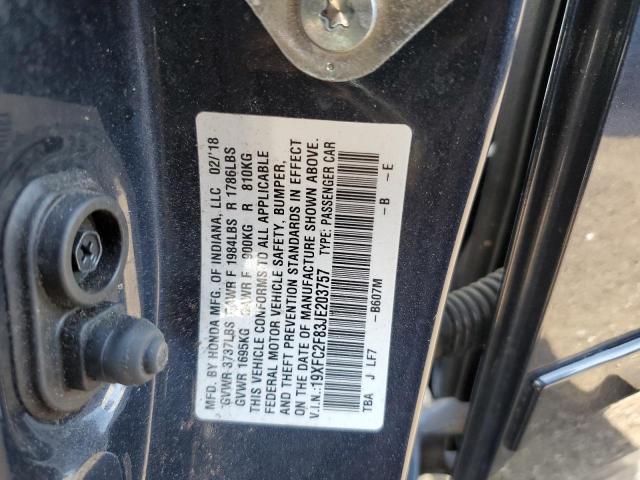 MFD. BY HONDA MFG. OF INDIANA, LLC 02/'18
GVWR 3737LBS GAWR F 1984LBS R 1786LBS
GVWR 1695KG GAWR F 900KG R 810KG
THIS VEHICLE CONFORMS TO ALL APPLICABLE
FEDERAL MOTOR VEHICLE SAFETY, BUMPER,
AND THEFT PREVENTION STANDARDS IN EFFECT
ON DATE OF MANUFACTURE SHOWN ABOVE.
V.I.N.:19XFC2F83JE203757 TYPE: PASSENGER CAR
-B607M -B -E
TBA J LF7